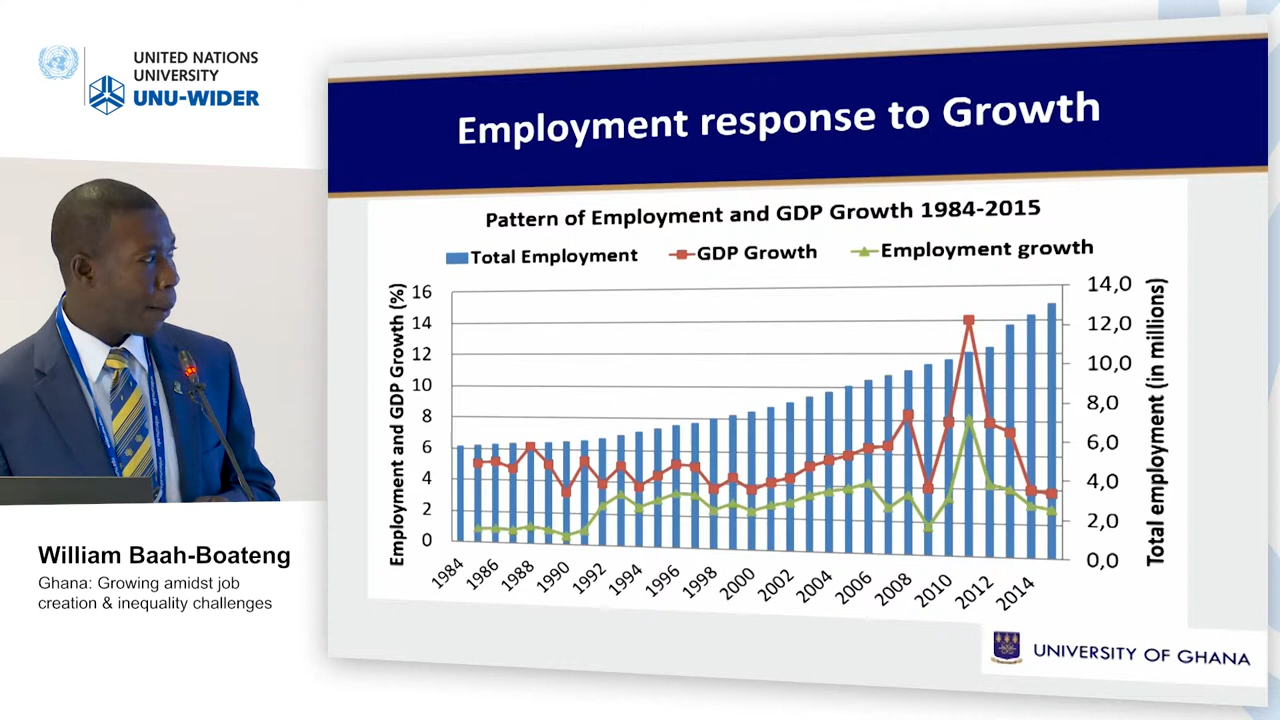 UNITED NATIONS
UNIVERSITY
UNU-WIDER
Employment response to Growth
Pattern of Employment and GDP Growth 1984-2015
Total Employment
GDP Growth
Employment growth
Employment and GDP Growth (%)
16
14
12
10
8
6
4
2
0
14,0
12,0
10,0
8,0
6,0
4,0
2,0
0,0
Total employment (in millions)
1984
1986
1988
1990
1992
1994
1996
1998
2000
2002
2004
2006
2008
2010
2012
2014
William Baah-Boateng
Ghana: Growing amidst job
creation & inequality challenges
UNIVERSITY OF GHANA